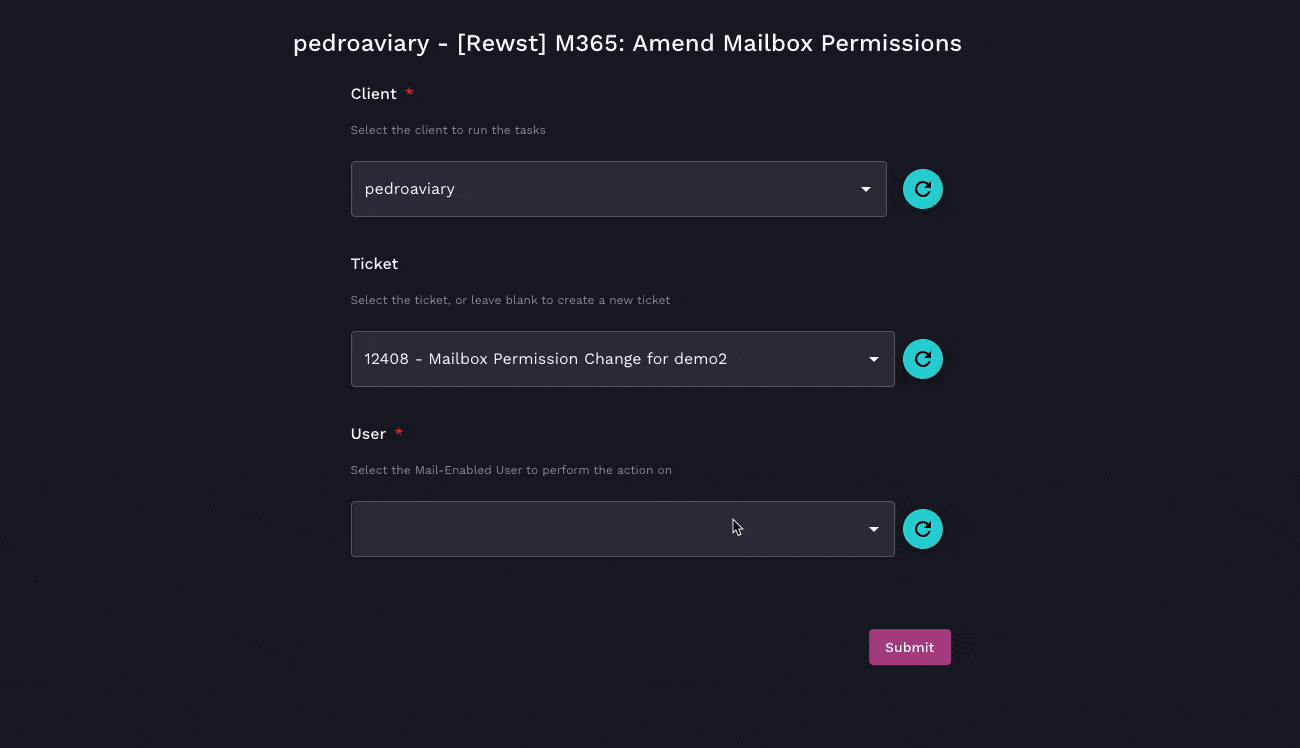 pedroaviary - [Rewst] M365: Amend Mailbox Permissions
Client *
Select the client to run the tasks
pedroaviary
Ticket
Select the ticket, or leave blank to create a new ticket
12408 - Mailbox Permission Change for demo2
User *
Select the Mail-Enabled User to perform the action on
Submit